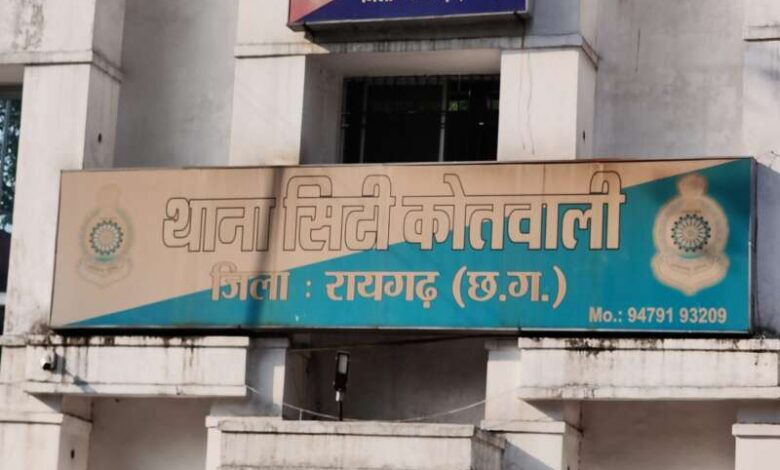 थाना सिटी कोतवाली
जिला : रायगढ़ (छ.ग.)
Mo.: 94791 93209